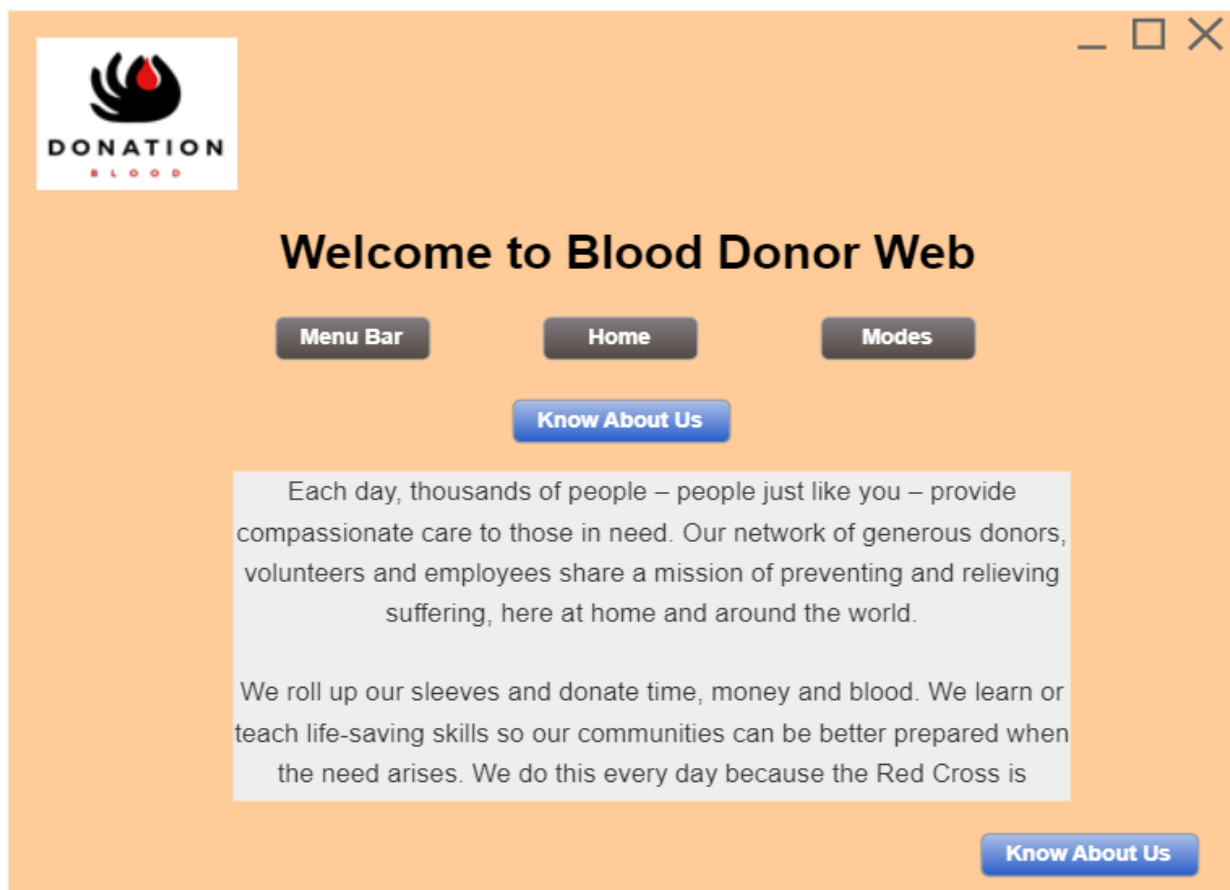 DONATION
BLOOD
Welcome to Blood Donor Web
Menu Bar
Home
Modes
Know About Us
Each day, thousands of people – people just like you – provide
compassionate care to those in need. Our network of generous donors,
volunteers and employees share a mission of preventing and relieving
suffering, here at home and around the world.
We roll up our sleeves and donate time, money and blood. We learn or
teach life-saving skills so our communities can be better prepared when
the need arises. We do this every day because the Red Cross is
Know About Us